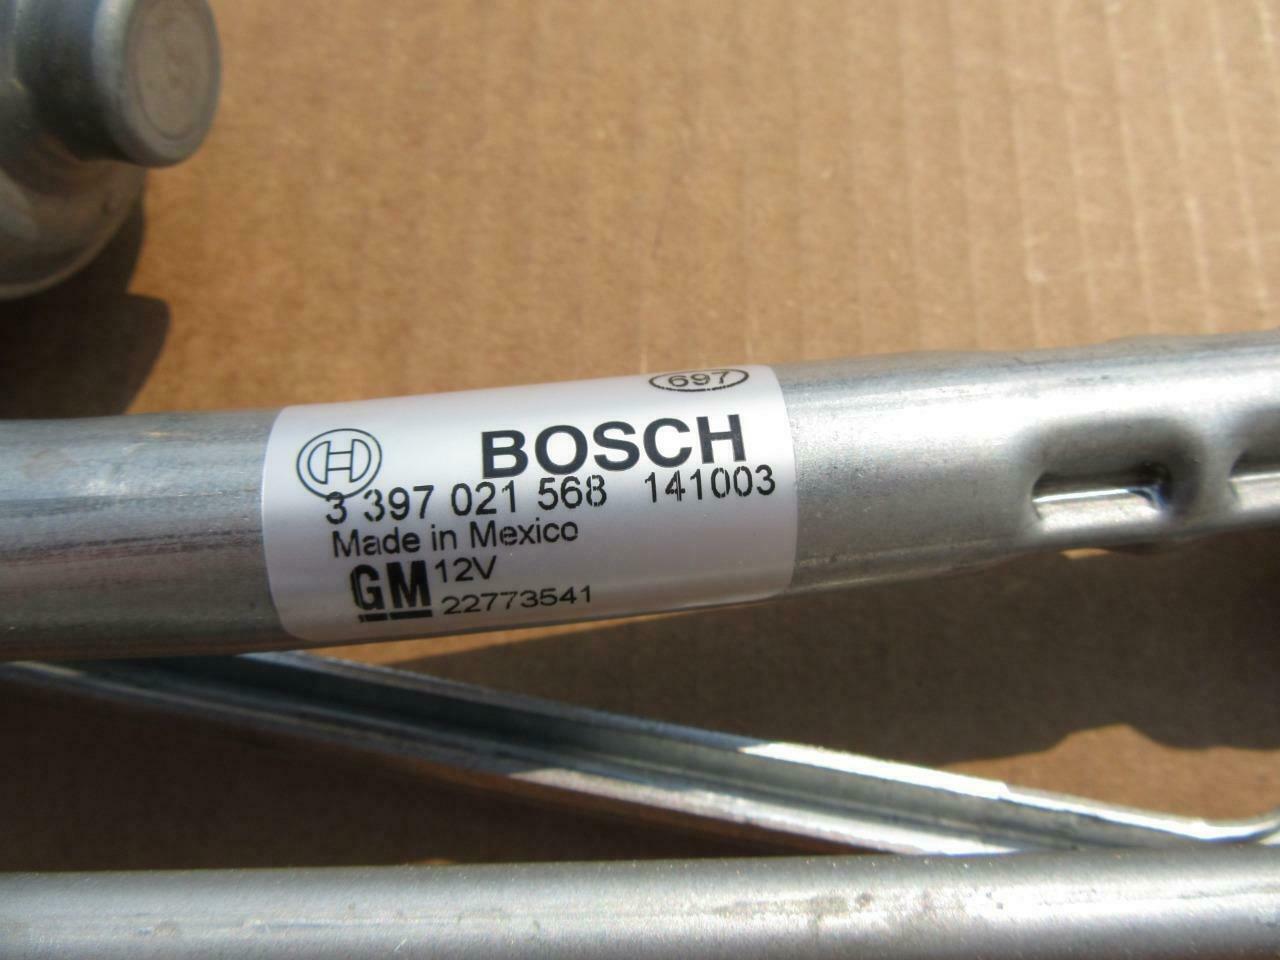 697
BOSCH
3 397 021 568 141003
Made in Mexico
GM 12V
22773541